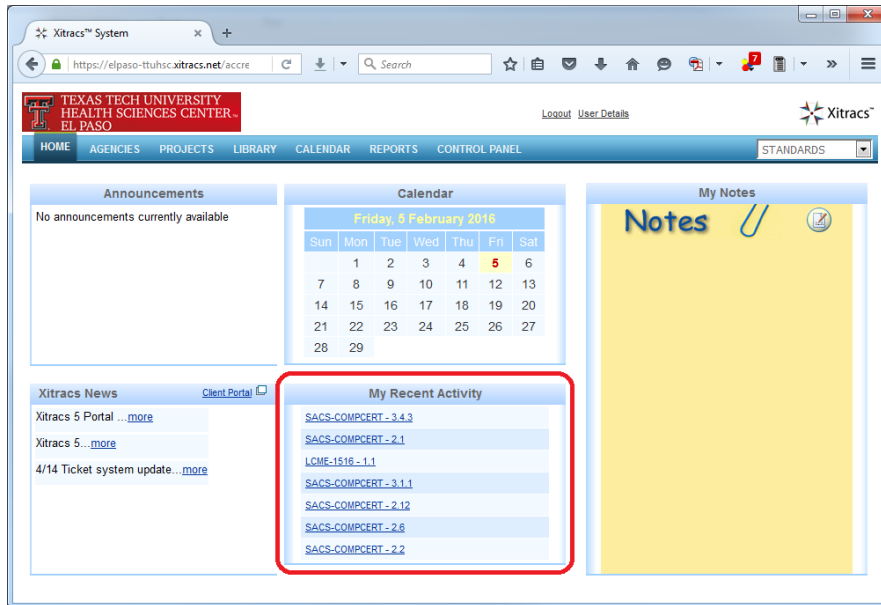 Xitracs™ System
https://elpaso-ttuhsc.xitracs.net/accre
Search
7
TEXAS TECH UNIVERSITY
HEALTH SCIENCES CENTER™
EL PASO
Logout User Details
Xitracs™
HOME AGENCIES PROJECTS LIBRARY CALENDAR REPORTS CONTROL PANEL STANDARDS
Announcements
No announcements currently available
Calendar
Friday, 5 February 2016
Sun Mon Tue Wed Thu Fri Sat
1 2 3 4 5 6
7 8 9 10 11 12 13
14 15 16 17 18 19 20
21 22 23 24 25 26 27
28 29
My Notes
Notes
Xitracs News Client Portal
Xitracs 5 Portal ...more
Xitracs 5...more
4/14 Ticket system update...more
My Recent Activity
SACS-COMPCERT - 3.4.3
SACS-COMPCERT - 2.1
LCME-1516 - 1.1
SACS-COMPCERT - 3.1.1
SACS-COMPCERT - 2.12
SACS-COMPCERT - 2.6
SACS-COMPCERT - 2.2